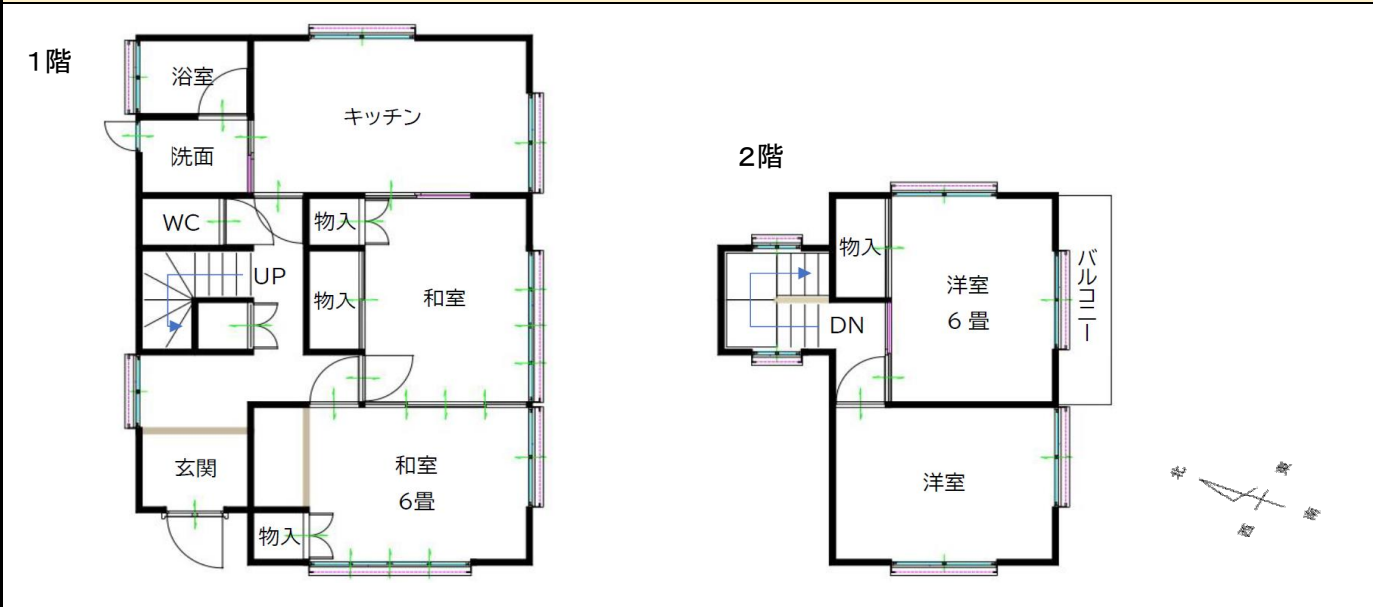 1階
浴室
キッチン
洗面
WC
物入
UP
物入
和室
玄関
和室
6畳
物入
2階
物入
洋室
6畳
バルコニー
DN
洋室
北
東
西
南